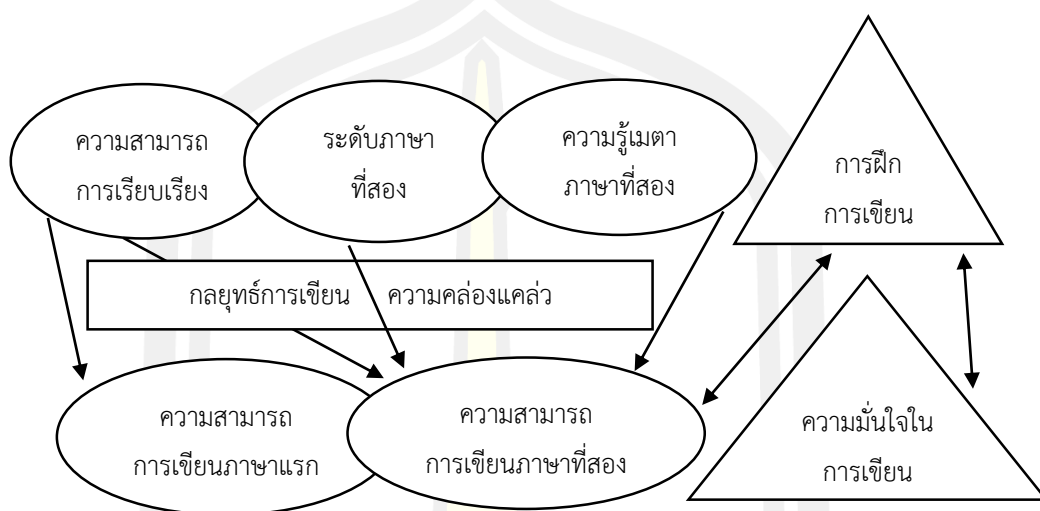 ความสามารถ
การเรียบเรียง
ระดับภาษา
ที่สอง
ความรู้เมตา
ภาษาที่สอง
การฝึก
การเขียน
กลยุทธ์การเขียน ความคล่องแคล่ว
ความสามารถ
การเขียนภาษาแรก
ความสามารถ
การเขียนภาษาที่สอง
ความมั่นใจใน
การเขียน